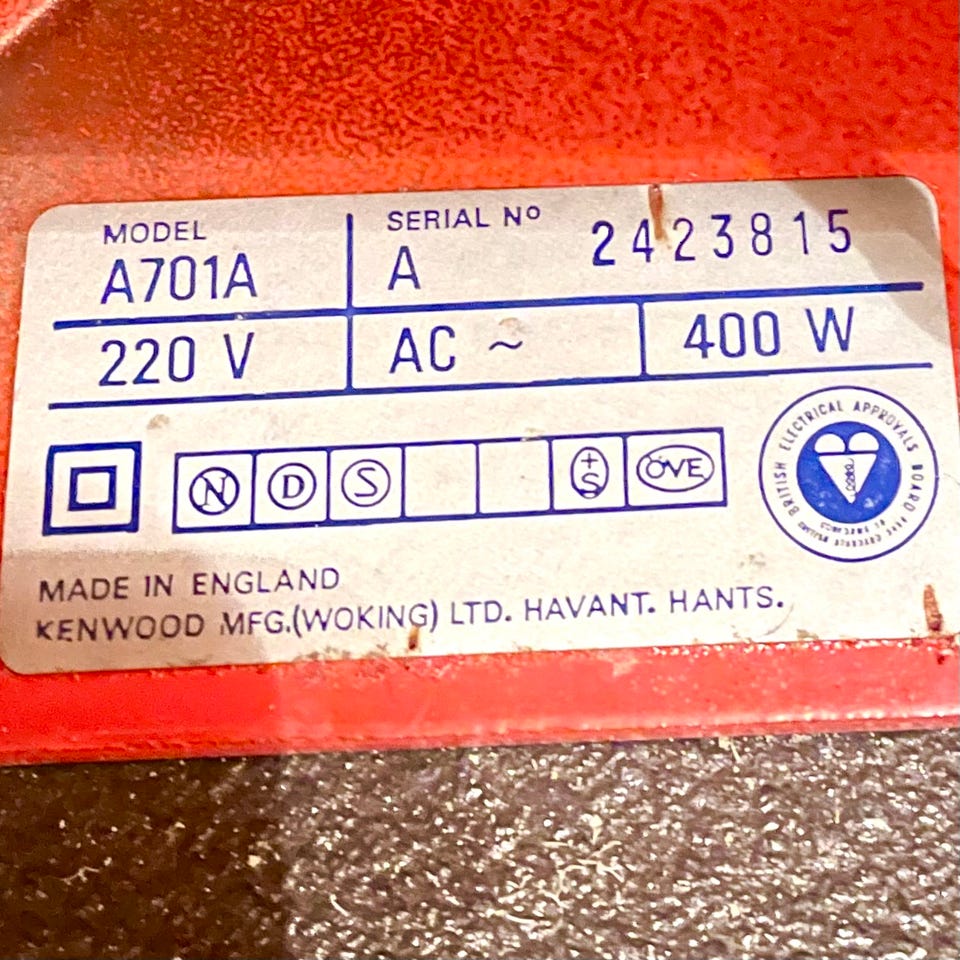 MODEL
A701A
SERIAL Nº
A 2423815
220 V
AC ~
400 W
N D S +S ÖVE
BRITISH ELECTRICAL APPROVALS BOARD
MADE IN ENGLAND
KENWOOD MFG.(WOKING) LTD. HAVANT. HANTS.